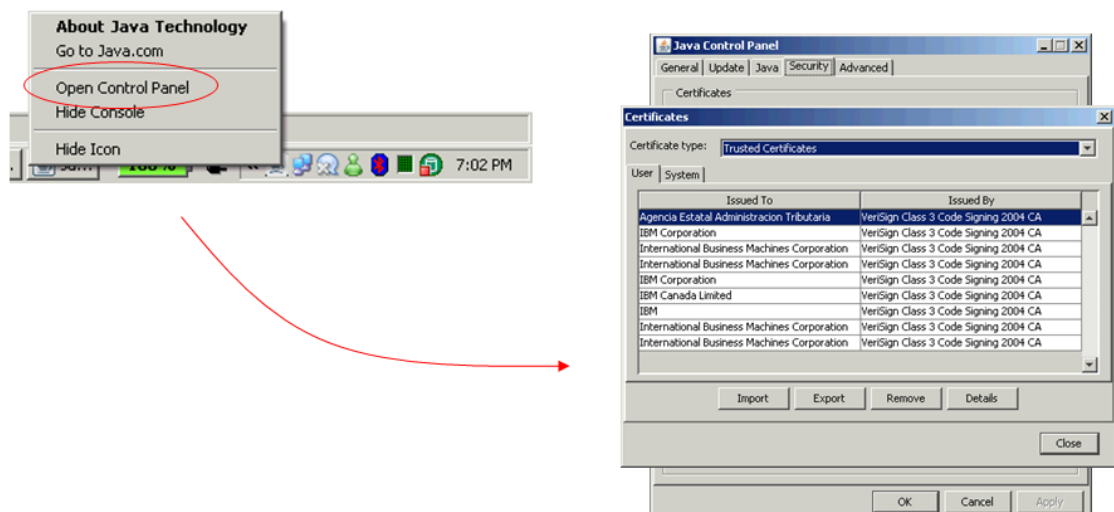 About Java Technology
Go to Java.com
Open Control Panel
Hide Console
Hide Icon
100%
7:02 PM
Java Control Panel
General Update Java Security Advanced
Certificates
Certificates
Certificate type: Trusted Certificates
User System
Issued To Issued By
Agencia Estatal Administracion Tributaria VeriSign Class 3 Code Signing 2004 CA
IBM Corporation VeriSign Class 3 Code Signing 2004 CA
International Business Machines Corporation VeriSign Class 3 Code Signing 2004 CA
International Business Machines Corporation VeriSign Class 3 Code Signing 2004 CA
IBM Corporation VeriSign Class 3 Code Signing 2004 CA
IBM Canada Limited VeriSign Class 3 Code Signing 2004 CA
IBM VeriSign Class 3 Code Signing 2004 CA
International Business Machines Corporation VeriSign Class 3 Code Signing 2004 CA
International Business Machines Corporation VeriSign Class 3 Code Signing 2004 CA
Import Export Remove Details
Close
OK Cancel Apply